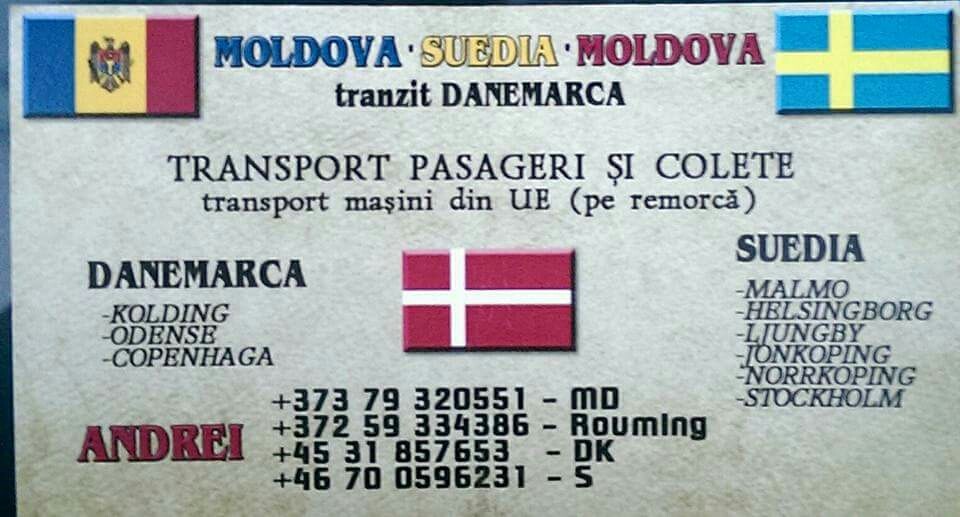 MOLDOVA · SUEDIA · MOLDOVA
tranzit DANEMARCA
TRANSPORT PASAGERI ȘI COLETE
transport mașini din UE (pe remorcă)
DANEMARCA
-KOLDING
-ODENSE
-COPENHAGA
SUEDIA
-MALMO
-HELSINGBORG
-LJUNGBY
-JONKOPING
-NORRKOPING
-STOCKHOLM
ANDREI
+373 79 320551 - MD
+372 59 334386 - Rouming
+45 31 857653 - DK
+46 70 0596231 - S